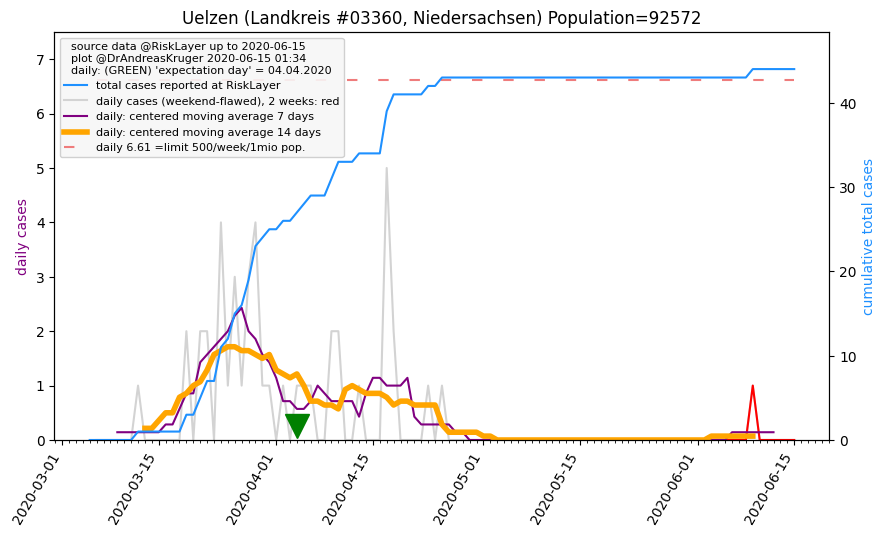 Uelzen (Landkreis #03360, Niedersachsen) Population=92572
source data @RiskLayer up to 2020-06-15
plot @DrAndreasKruger 2020-06-15 01:34
daily: (GREEN) 'expectation day' = 04.04.2020
total cases reported at RiskLayer
daily cases (weekend-flawed), 2 weeks: red
daily: centered moving average 7 days
daily: centered moving average 14 days
daily 6.61 =limit 500/week/1mio pop.
daily cases
7
6
5
4
3
2
1
0
cumulative total cases
40
30
20
10
0
2020-03-01
2020-03-15
2020-04-01
2020-04-15
2020-05-01
2020-05-15
2020-06-01
2020-06-15